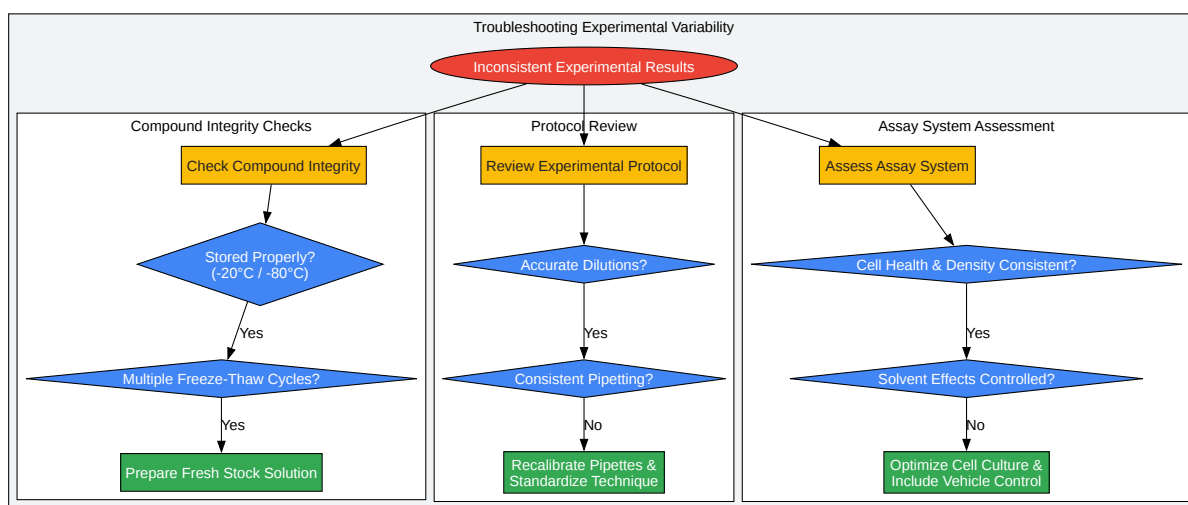 Troubleshooting Experimental Variability
Inconsistent Experimental Results
Compound Integrity Checks
Check Compound Integrity
Stored Properly?
(-20°C / -80°C)
Yes
Multiple Freeze-Thaw Cycles?
Yes
Prepare Fresh Stock Solution
Protocol Review
Review Experimental Protocol
Accurate Dilutions?
Yes
Consistent Pipetting?
No
Recalibrate Pipettes &
Standardize Technique
Assay System Assessment
Assess Assay System
Cell Health & Density Consistent?
Yes
Solvent Effects Controlled?
No
Optimize Cell Culture &
Include Vehicle Control